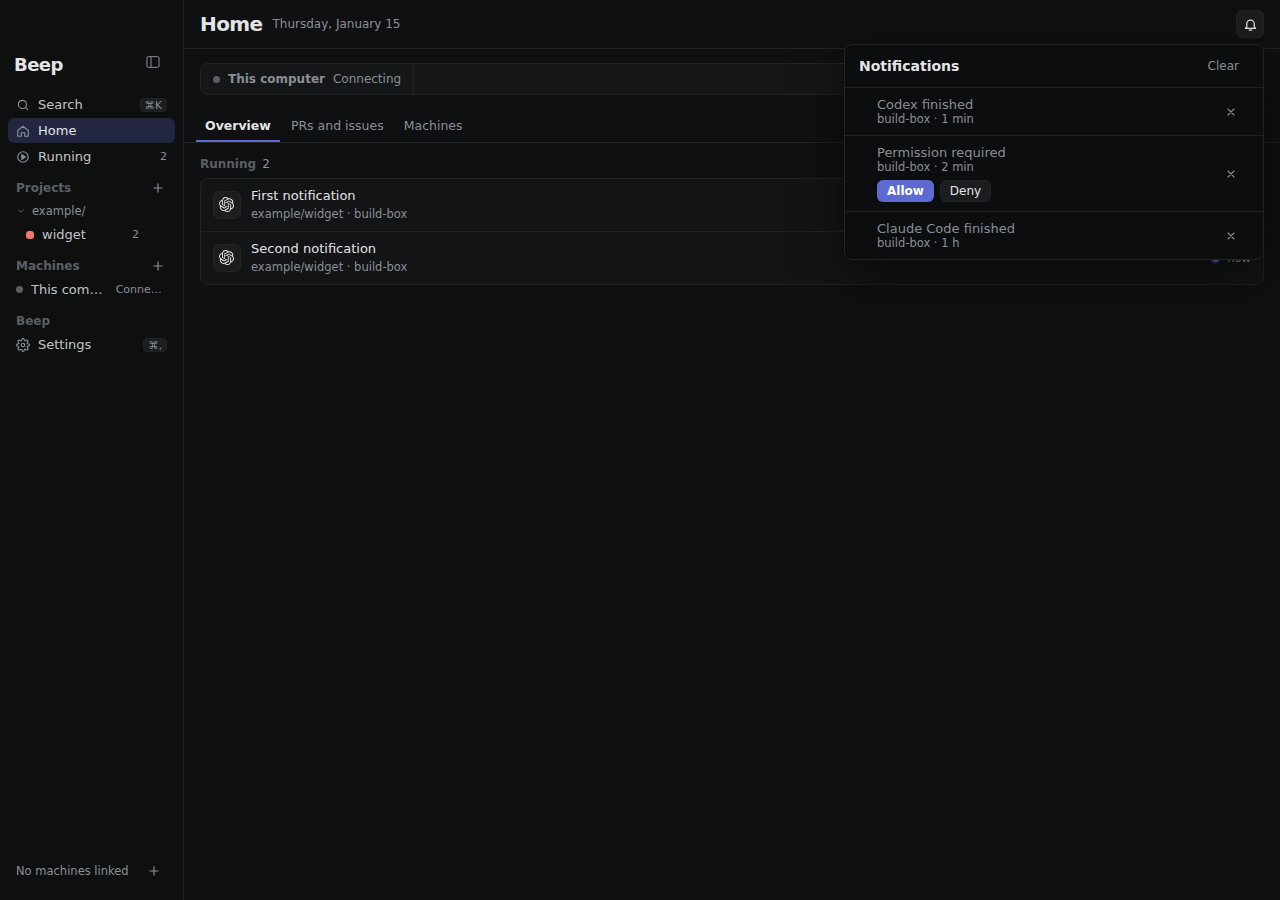 Beep
Search ⌘K
Home
Running 2
Projects
example/
widget 2
Machines
This com… Conne…
Beep
Settings ⌘,
No machines linked
Home Thursday, January 15
This computer Connecting
Overview PRs and issues Machines
Running 2
First notification
example/widget · build-box
Second notification
example/widget · build-box
Notifications Clear
Codex finished
build-box · 1 min
Permission required
build-box · 2 min
Allow Deny
Claude Code finished
build-box · 1 h